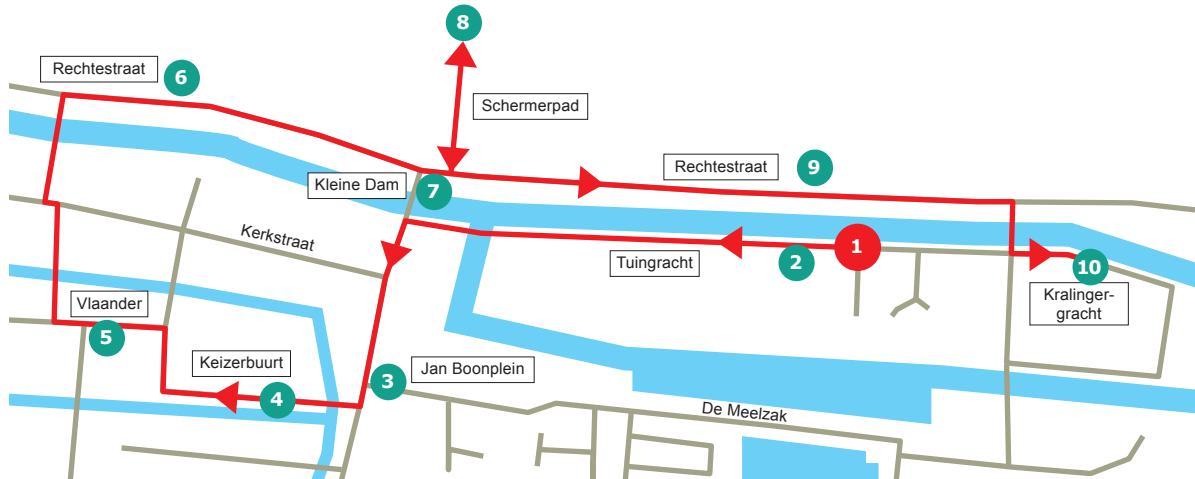 8
Rechtestraat
6
Schermerpad
Rechtestraat
9
Kleine Dam
7
Kerkstraat
Tuingracht
2
1
10
Kralinger-
gracht
Vlaander
5
Keizerbuurt
4
3
Jan Boonplein
De Meelzak